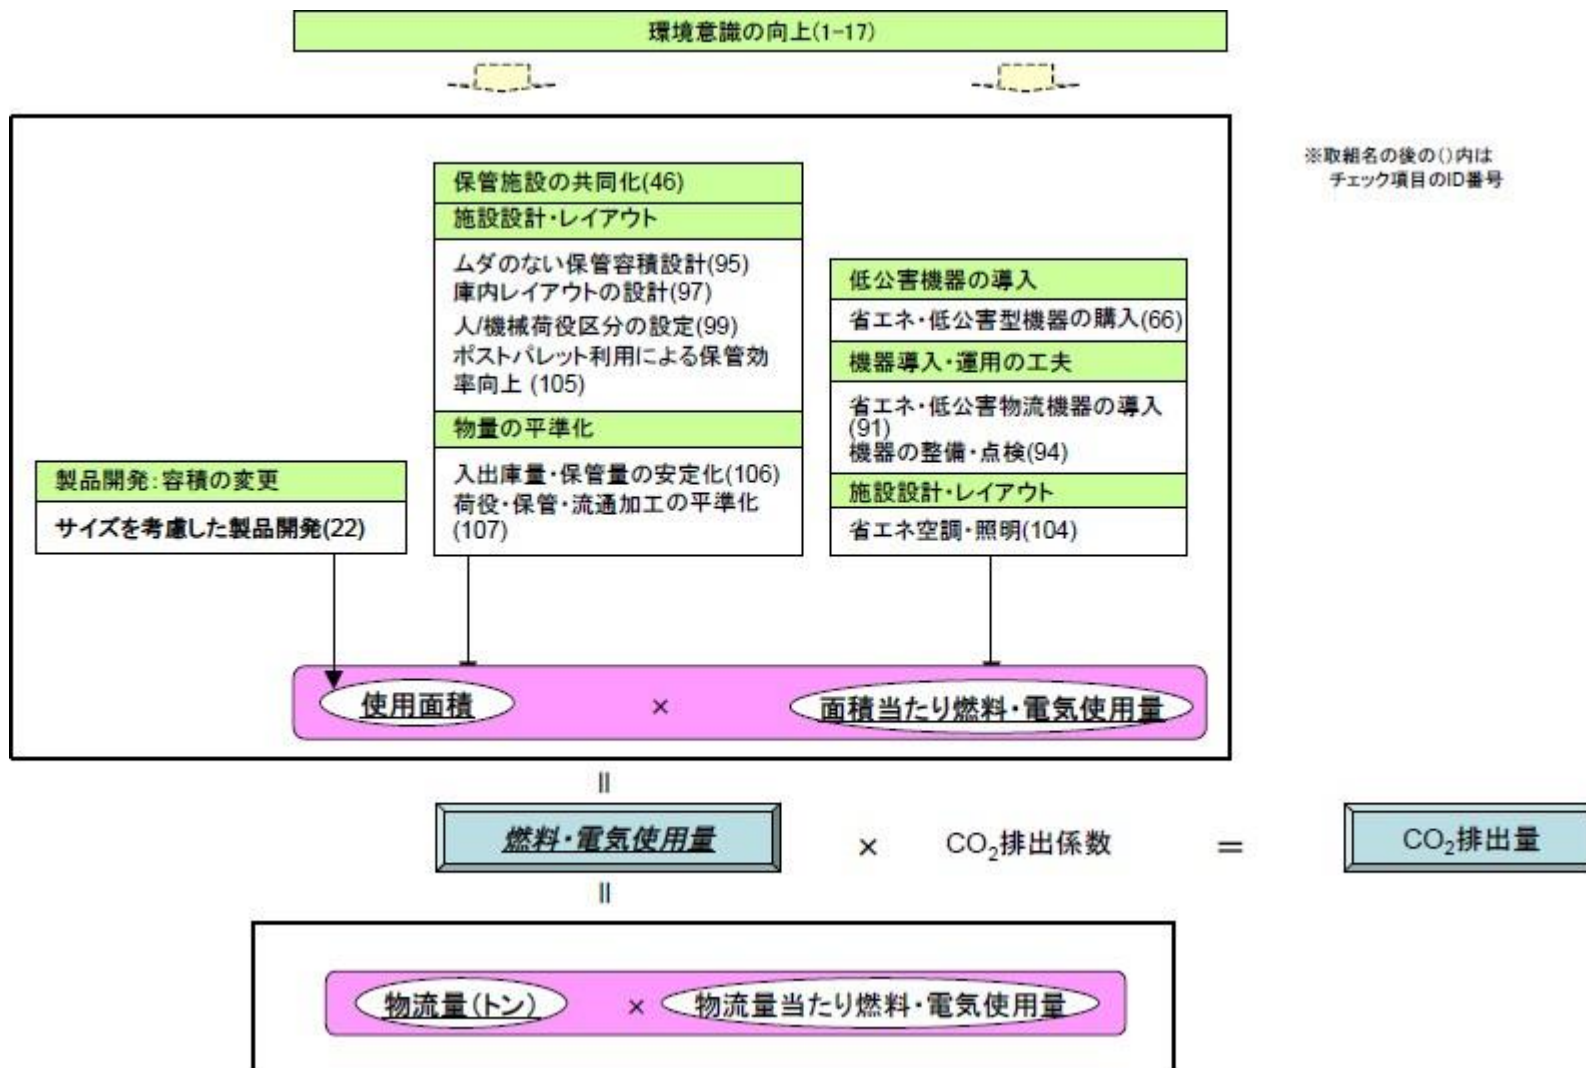 環境意識の向上(1-17)
※取組名の後の()内は
チェック項目のID番号
保管施設の共同化(46)
施設設計・レイアウト
ムダのない保管容積設計(95)
庫内レイアウトの設計(97)
人/機械荷役区分の設定(99)
ポストパレット利用による保管効
率向上 (105)
物量の平準化
入出庫量・保管量の安定化(106)
荷役・保管・流通加工の平準化
(107)
低公害機器の導入
省エネ・低公害型機器の購入(66)
機器導入・運用の工夫
省エネ・低公害物流機器の導入
(91)
機器の整備・点検(94)
施設設計・レイアウト
省エネ空調・照明(104)
製品開発:容積の変更
サイズを考慮した製品開発(22)
使用面積 × 面積当たり燃料・電気使用量
=
燃料・電気使用量 × CO₂排出係数 = CO₂排出量
=
物流量(トン) × 物流量当たり燃料・電気使用量